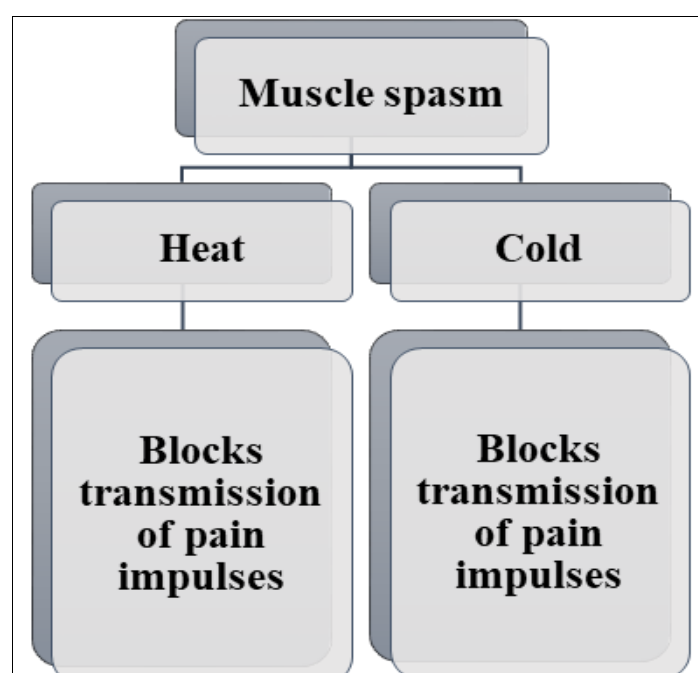 Muscle spasm
Heat
Cold
Blocks
transmission
of pain
impulses
Blocks
transmission
of pain
impulses